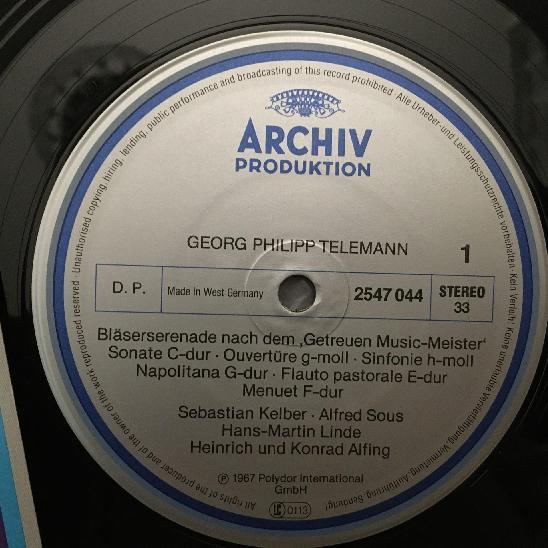 ARCHIV
PRODUKTION
GEORG PHILIPP TELEMANN
1
D. P.
Made In West Germany
2547 044
STEREO
33
Bläserserenade nach dem ‚Getreuen Music-Meister‘
Sonate C-dur · Ouvertüre g-moll · Sinfonie h-moll
Napolitana G-dur · Flauto pastorale E-dur
Menuet F-dur
Sebastian Kelber · Alfred Sous
Hans-Martin Linde
Heinrich und Konrad Alfing
℗ 1967 Polydor International
GmbH
0113
Alle Urheber- und Leistungsschutzrechte vorbehalten · Kein Verleih! Keine unerlaubte Vervielfältigung, Vermietung, Aufführung, Sendung!
All rights of the producer and of the owner of the work reproduced reserved · Unauthorised copying, hiring, lending, public performance and broadcasting of this record prohibited ·